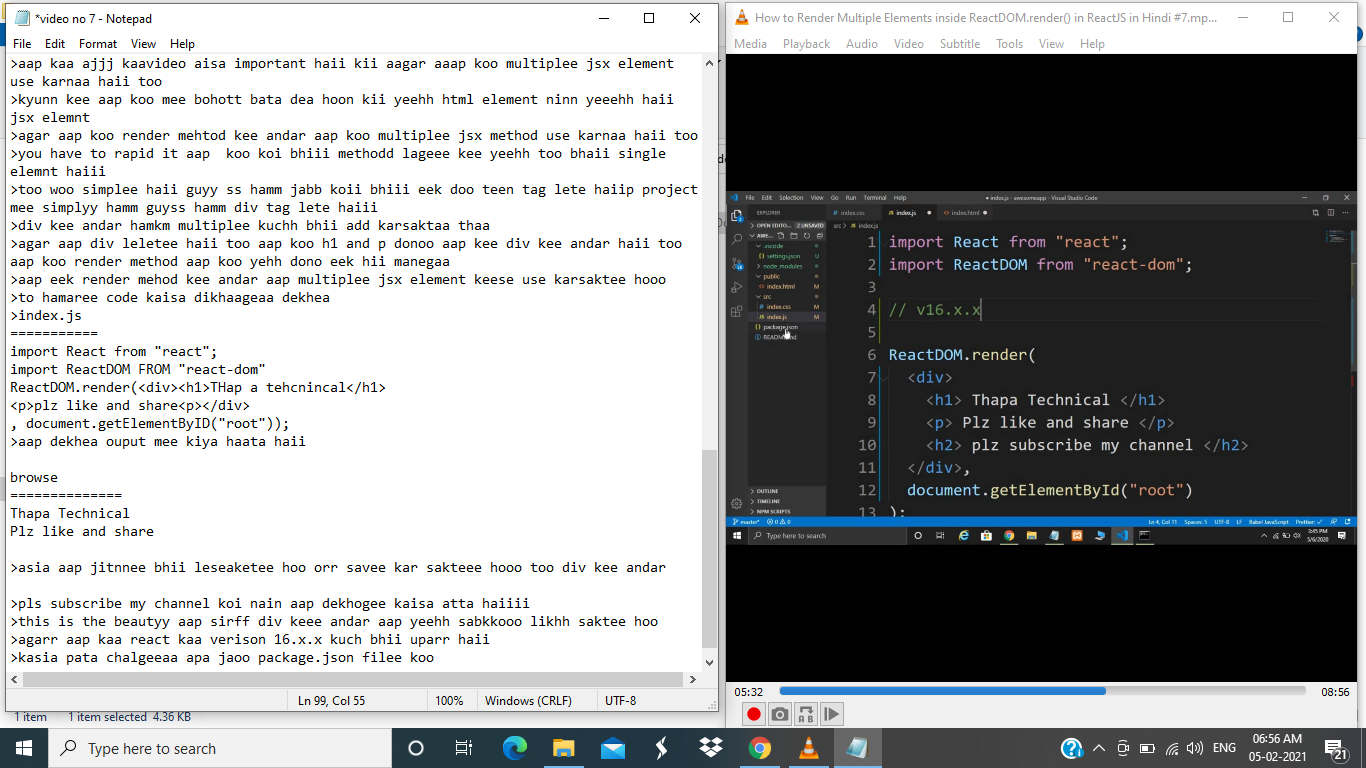 *video no 7 - Notepad
File Edit Format View Help
>aap kaa ajjj kaavideo aisa important haii kii aagar aaap koo multiplee jsx element
use karnaa haii too
>kyunn kee aap koo mee bohott bata dea hoon kii yeehh html element ninn yeeehh haii
jsx elemnt
>agar aap koo render mehtod kee andar aap koo multiplee jsx method use karnaa haii too
>you have to rapid it aap  koo koi bhiii methodd lageee kee yeehh too bhaii single
elemnt haiii
>too woo simplee haii guyy ss hamm jabb koii bhiii eek doo teen tag lete haiip project
mee simplyy hamm guyss hamm div tag lete haiii
>div kee andar hamkm multiplee kuchh bhii add karsaktaa thaa
>agar aap div leletee haii too aap koo h1 and p donoo aap kee div kee andar haii too
aap koo render method aap koo yehh dono eek hii manegaa
>aap eek render mehod kee andar aap multiplee jsx element keese use karsaktee hooo
>to hamaree code kaisa dikhaageeaa dekhea
>index.js
===========
import React from "react";
import ReactDOM FROM "react-dom"
ReactDOM.render(<div><h1>THap a tehcnincal</h1>
<p>plz like and share<p></div>
, document.getElementByID("root"));
>aap dekhea ouput mee kiya haata haii
browse
==============
Thapa Technical
Plz like and share
>asia aap jitnnee bhii leseaketee hoo orr savee kar sakteee hooo too div kee andar
>pls subscribe my channel koi nain aap dekhogee kaisa atta haiiii
>this is the beautyy aap sirff div keee andar aap yeehh sabkkooo likhh saktee hoo
>agarr aap kaa react kaa verison 16.x.x kuch bhii uparr haii
>kasia pata chalgeeaa apa jaoo package.json filee koo
Ln 99, Col 55 100% Windows (CRLF) UTF-8
1 item 1 item selected 4.36 KB
How to Render Multiple Elements inside ReactDOM.render() in ReactJS in Hindi #7.mp...
Media Playback Audio Video Subtitle Tools View Help
File Edit Selection View Go Run Terminal Help
● index.js - awesomeapp - Visual Studio Code
EXPLORER
index.css index.js ● index.html ●
> OPEN EDITO... 2 UNSAVED
src > index.js
.vscode
settings.json U
node_modules
public
index.html M
src
index.css M
index.js M
package.json
OUTLINE
TIMELINE
NPM SCRIPTS
1 import React from "react";
2 import ReactDOM from "react-dom";
3
4 // v16.x.x
5
6 ReactDOM.render(
7 <div>
8 <h1> Thapa Technical </h1>
9 <p> Plz like and share </p>
10 <h2> plz subscribe my channel </h2>
11 </div>,
12 document.getElementById("root")
13 );
master* 0 0 Ln 4, Col 11 Spaces: 5 UTF-8 LF Babel JavaScript Prettier: ✓
Type here to search
3:45 PM
5/6/2020
05:32 08:56
Type here to search
ENG
06:56 AM
05-02-2021
21